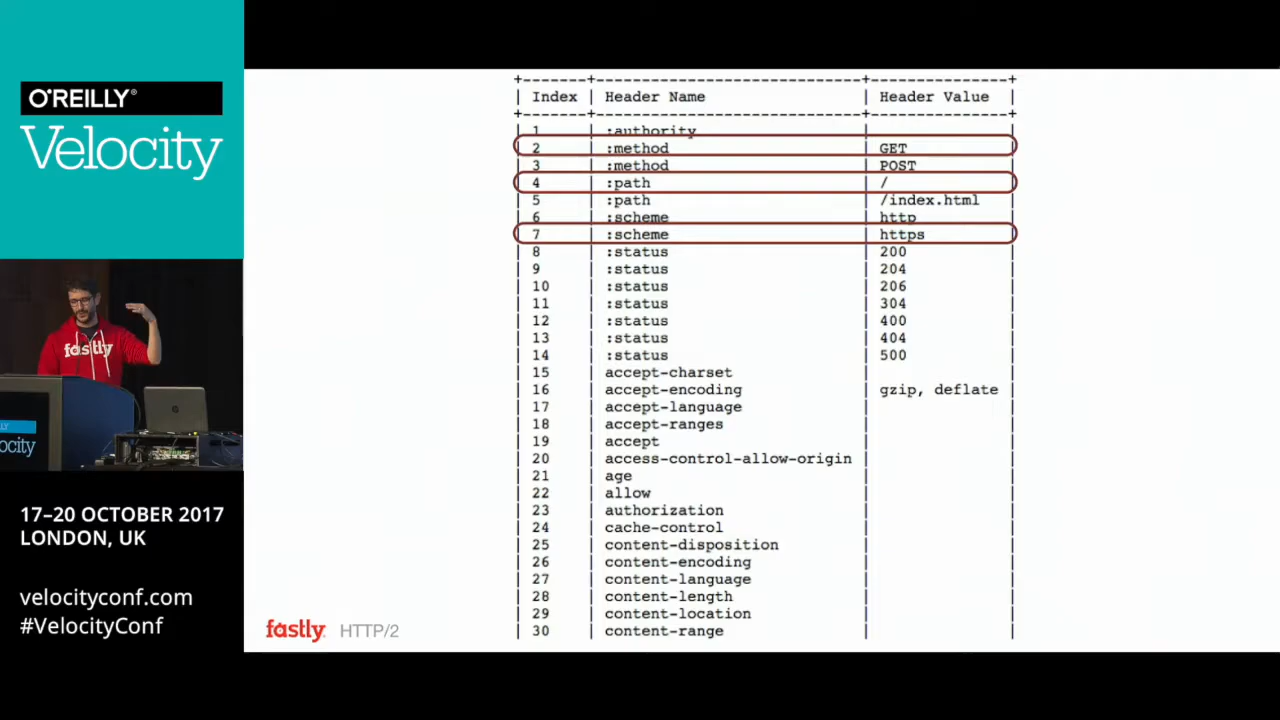 O'REILLY®
Velocity
fastly
LY
ocity
17–20 OCTOBER 2017
LONDON, UK
velocityconf.com
#VelocityConf
+-------+-----------------------------+---------------+
| Index | Header Name | Header Value |
+-------+-----------------------------+---------------+
| 1 | :authority | |
| 2 | :method | GET |
| 3 | :method | POST |
| 4 | :path | / |
| 5 | :path | /index.html |
| 6 | :scheme | http |
| 7 | :scheme | https |
| 8 | :status | 200 |
| 9 | :status | 204 |
| 10 | :status | 206 |
| 11 | :status | 304 |
| 12 | :status | 400 |
| 13 | :status | 404 |
| 14 | :status | 500 |
| 15 | accept-charset | |
| 16 | accept-encoding | gzip, deflate |
| 17 | accept-language | |
| 18 | accept-ranges | |
| 19 | accept | |
| 20 | access-control-allow-origin | |
| 21 | age | |
| 22 | allow | |
| 23 | authorization | |
| 24 | cache-control | |
| 25 | content-disposition | |
| 26 | content-encoding | |
| 27 | content-language | |
| 28 | content-length | |
| 29 | content-location | |
| 30 | content-range | |
fastly HTTP/2